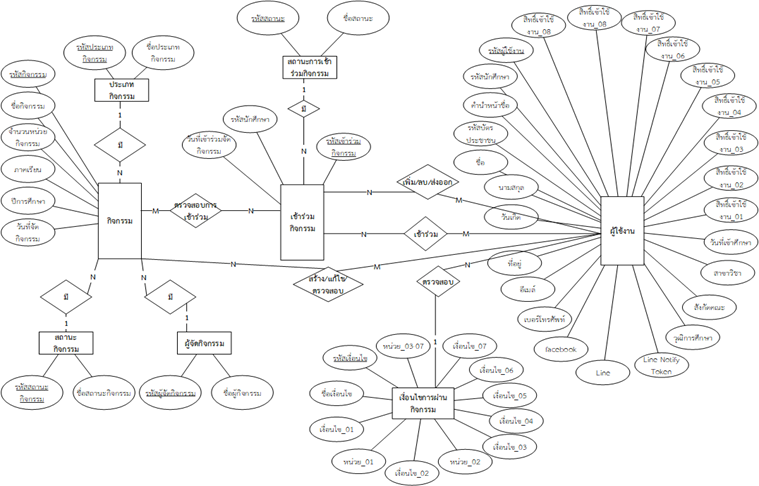 รหัสสถานะ
ชื่อสถานะ
สถานะการเข้า
ร่วมกิจกรรม
มี
N
รหัสประเภท
กิจกรรม
ชื่อประเภท
กิจกรรม
ประเภท
กิจกรรม
1
มี
N
รหัสกิจกรรม
ชื่อกิจกรรม
จำนวนหน่วย
กิจกรรม
ภาคเรียน
ปีการศึกษา
วันที่จัด
กิจกรรม
กิจกรรม
M
ตรวจสอบการ
เข้าร่วม
N
รหัสนักศึกษา
วันที่เข้าร่วมจัด
กิจกรรม
รหัสเข้าร่วม
กิจกรรม
เข้าร่วม
กิจกรรม
N
เพิ่ม/ลบ/ส่งออก
M
N
เข้าร่วม
M
N
สร้าง/แก้ไข/
ตรวจสอบ
M
N
มี
1
สถานะ
กิจกรรม
รหัสสถานะ
กิจกรรม
ชื่อสถานะกิจกรรม
N
มี
1
ผู้จัดกิจกรรม
รหัสผู้จัดกิจกรรม
ชื่อผู้กิจกรรม
ผู้ใช้งาน
รหัสผู้ใช้งาน
รหัสนักศึกษา
คำนำหน้าชื่อ
รหัสบัตร
ประชาชน
ชื่อ
นามสกุล
วันเกิด
ที่อยู่
อีเมล์
เบอร์โทรศัพท์
facebook
Line
Line Notify
Token
วุฒิการศึกษา
สังกัดคณะ
สาขาวิชา
วันที่เข้าศึกษา
สิทธิ์เข้าใช้
งาน_01
สิทธิ์เข้าใช้
งาน_02
สิทธิ์เข้าใช้
งาน_03
สิทธิ์เข้าใช้
งาน_04
สิทธิ์เข้าใช้
งาน_05
สิทธิ์เข้าใช้
งาน_06
สิทธิ์เข้าใช้
งาน_07
สิทธิ์เข้าใช้
งาน_08
สิทธิ์เข้าใช้
งาน_08
ตรวจสอบ
1
เงื่อนไขการผ่าน
กิจกรรม
รหัสเงื่อนไข
ชื่อเงื่อนไข
เงื่อนไข_01
หน่วย_01
เงื่อนไข_02
หน่วย_02
เงื่อนไข_03
เงื่อนไข_04
เงื่อนไข_05
เงื่อนไข_06
เงื่อนไข_07
หน่วย_03-07